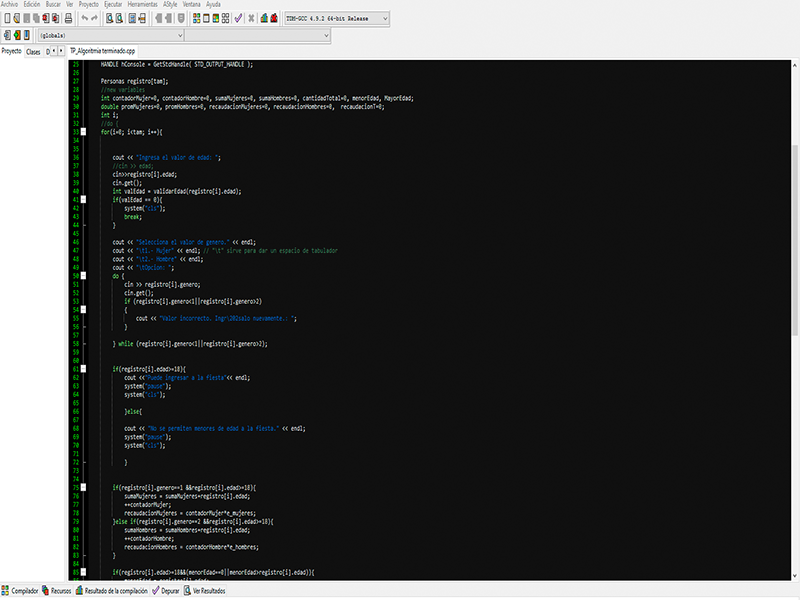 Archivo Edición Buscar Ver Proyecto Ejecutar Herramientas AStyle Ventana Ayuda
TDM-GCC 4.9.2 64-bit Release
(globals)
Proyecto Clases D TP_Algoritmia terminado.cpp
25 HANDLE hConsole = GetStdHandle( STD_OUTPUT_HANDLE );
26
27 Personas registro[tam];
28 //new variables
29 int contadorMujer=0, contadorHombre=0, sumaMujeres=0, sumaHombres=0, cantidadTotal=0, menorEdad, MayorEdad;
30 double promMujeres=0, promHombres=0, recaudacionMujeres=0, recaudacionHombres=0, recaudacionT=0;
31 int i;
32 //do {
33 for(i=0; i<tam; i++){
34
35
36 cout << "Ingresa el valor de edad: ";
37 //cin >> edad;
38 cin>>registro[i].edad;
39 cin.get();
40 int valEdad = validarEdad(registro[i].edad);
41 if(valEdad == 0){
42 system("cls");
43 break;
44 }
45
46 cout << "Selecciona el valor de genero." << endl;
47 cout << "\t1.- Mujer" << endl; // "\t" sirve para dar un espacio de tabulador
48 cout << "\t2.- Hombre" << endl;
49 cout << "\tOpcion: ";
50 do {
51 cin >> registro[i].genero;
52 cin.get();
53 if (registro[i].genero<1||registro[i].genero>2)
54 {
55 cout << "Valor incorrecto. Ingr\202salo nuevamente.: ";
56 }
57
58 } while (registro[i].genero<1||registro[i].genero>2);
59
60
61 if(registro[i].edad>=18){
62 cout <<"Puede ingresar a la fiesta"<< endl;
63 system("pause");
64 system("cls");
65
66 }else{
67
68 cout << "No se permiten menores de edad a la fiesta." << endl;
69 system("pause");
70 system("cls");
71
72 }
73
74
75 if(registro[i].genero==1 &&registro[i].edad>=18){
76 sumaMujeres = sumaMujeres+registro[i].edad;
77 ++contadorMujer;
78 recaudacionMujeres = contadorMujer*e_mujeres;
79 }else if(registro[i].genero==2 &&registro[i].edad>=18){
80 sumaHombres = sumaHombres+registro[i].edad;
81 ++contadorHombre;
82 recaudacionHombres = contadorHombre*e_hombres;
83 }
84
85 if(registro[i].edad>=18&&(menorEdad==0||menorEdad>registro[i].edad)){
Compilador Recursos Resultado de la compilación Depurar Ver Resultados